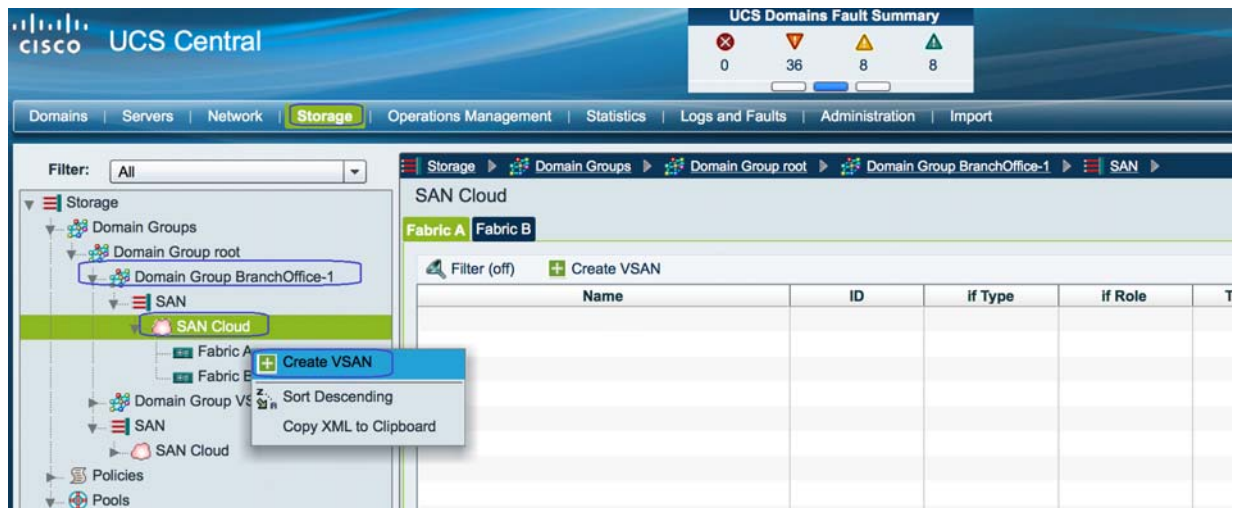 UCS Domains Fault Summary
cisco UCS Central
0 36 8 8
Domains | Servers | Network | Storage | Operations Management | Statistics | Logs and Faults | Administration | Import
Filter: All
Storage Domain Groups Domain Group root Domain Group BranchOffice-1 SAN
Storage
Domain Groups
Domain Group root
Domain Group BranchOffice-1
SAN
SAN Cloud
Fabric A
Fabric B
Domain Group VS
SAN
SAN Cloud
Policies
Pools
Create VSAN
Sort Descending
Copy XML to Clipboard
SAN Cloud
Fabric A Fabric B
Filter (off) Create VSAN
Name ID if Type if Role T